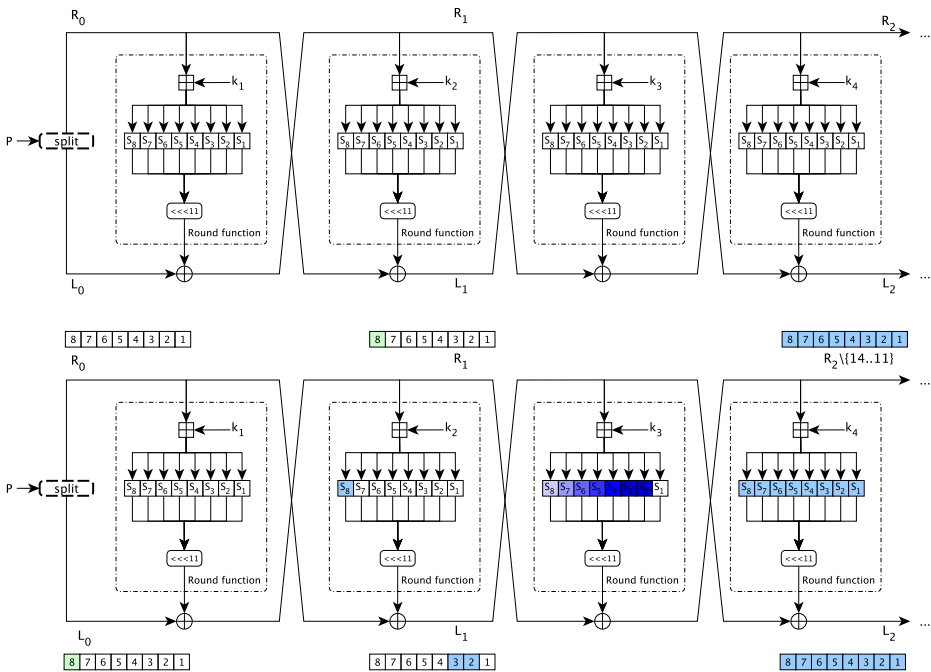 R0 R1 R2
...
k1 k2 k3 k4
P split
S8 S7 S6 S5 S4 S3 S2 S1 S8 S7 S6 S5 S4 S3 S2 S1 S8 S7 S6 S5 S4 S3 S2 S1 S8 S7 S6 S5 S4 S3 S2 S1
<<<11 <<<11 <<<11 <<<11
Round function Round function Round function Round function
L0 L1 L2
...
8 7 6 5 4 3 2 1 8 7 6 5 4 3 2 1 8 7 6 5 4 3 2 1
R0 R1 R2\{14..11}
...
k1 k2 k3 k4
P split
S8 S7 S6 S5 S4 S3 S2 S1 S8 S7 S6 S5 S4 S3 S2 S1 S8 S7 S6 S5 S1 S8 S7 S6 S5 S4 S3 S2 S1
<<<11 <<<11 <<<11 <<<11
Round function Round function Round function Round function
L0 L1 L2
...
8 7 6 5 4 3 2 1 8 7 6 5 4 3 2 1 8 7 6 5 4 3 2 1